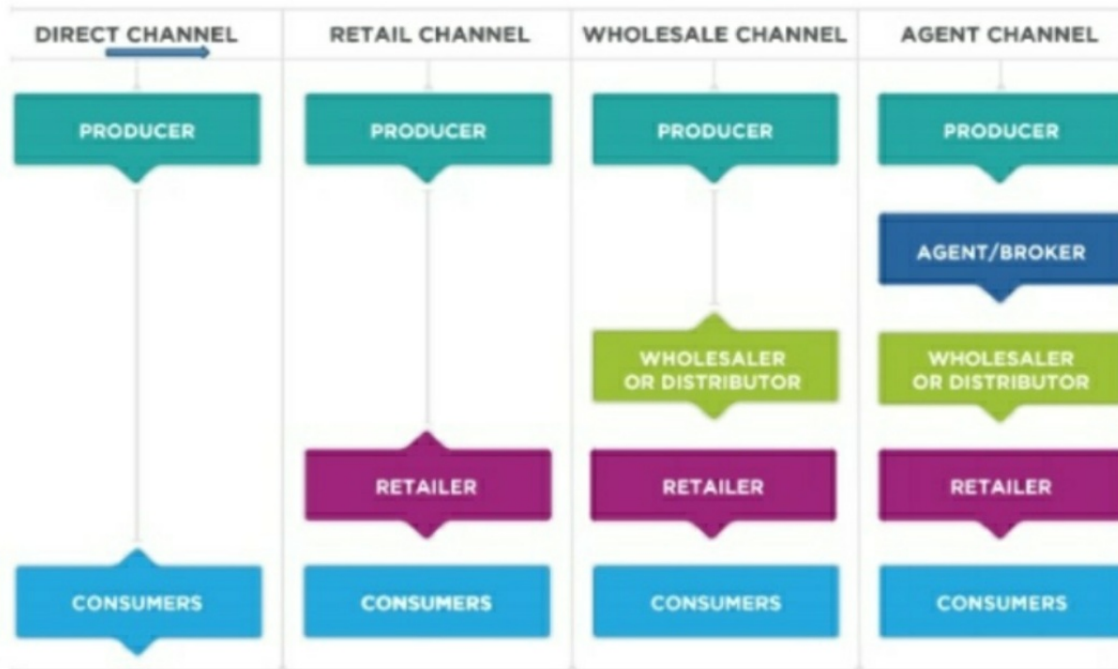 DIRECT CHANNEL
RETAIL CHANNEL
WHOLESALE CHANNEL
AGENT CHANNEL
PRODUCER
PRODUCER
PRODUCER
PRODUCER
AGENT/BROKER
WHOLESALER
OR DISTRIBUTOR
WHOLESALER
OR DISTRIBUTOR
RETAILER
RETAILER
RETAILER
CONSUMERS
CONSUMERS
CONSUMERS
CONSUMERS